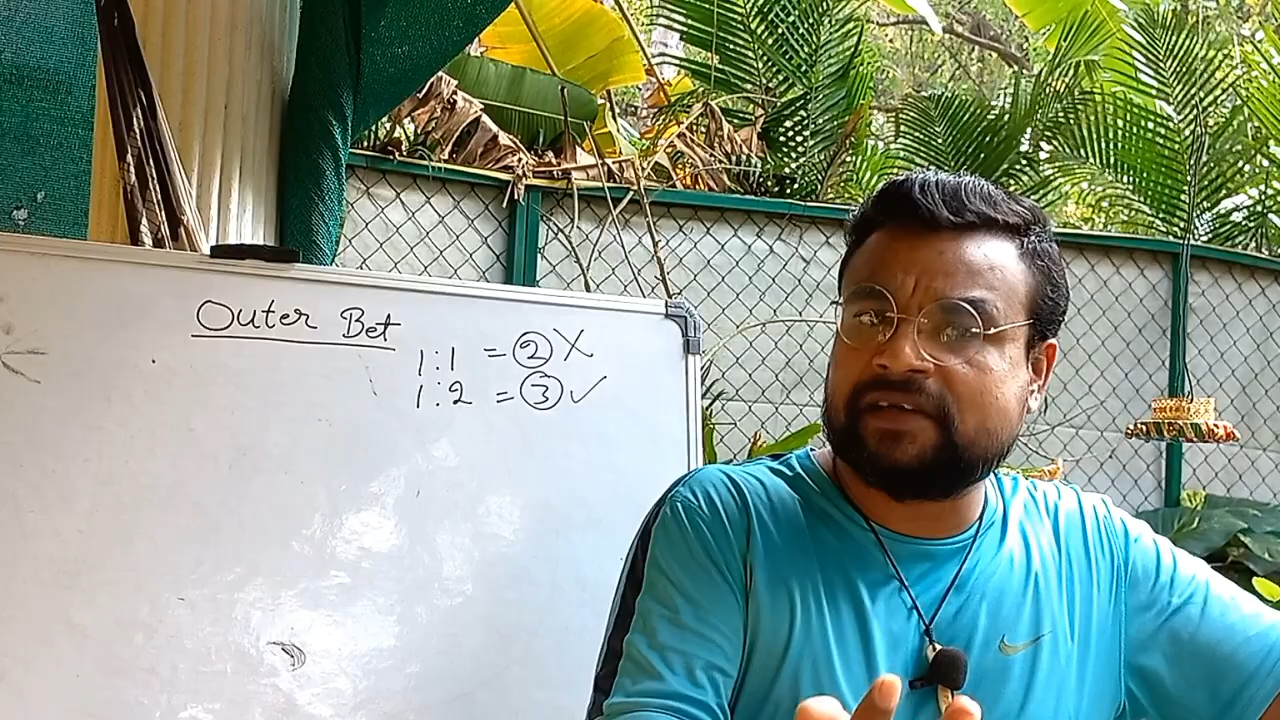 Outer Bet
1:1 = 2 X
1:2 = 3 ✓